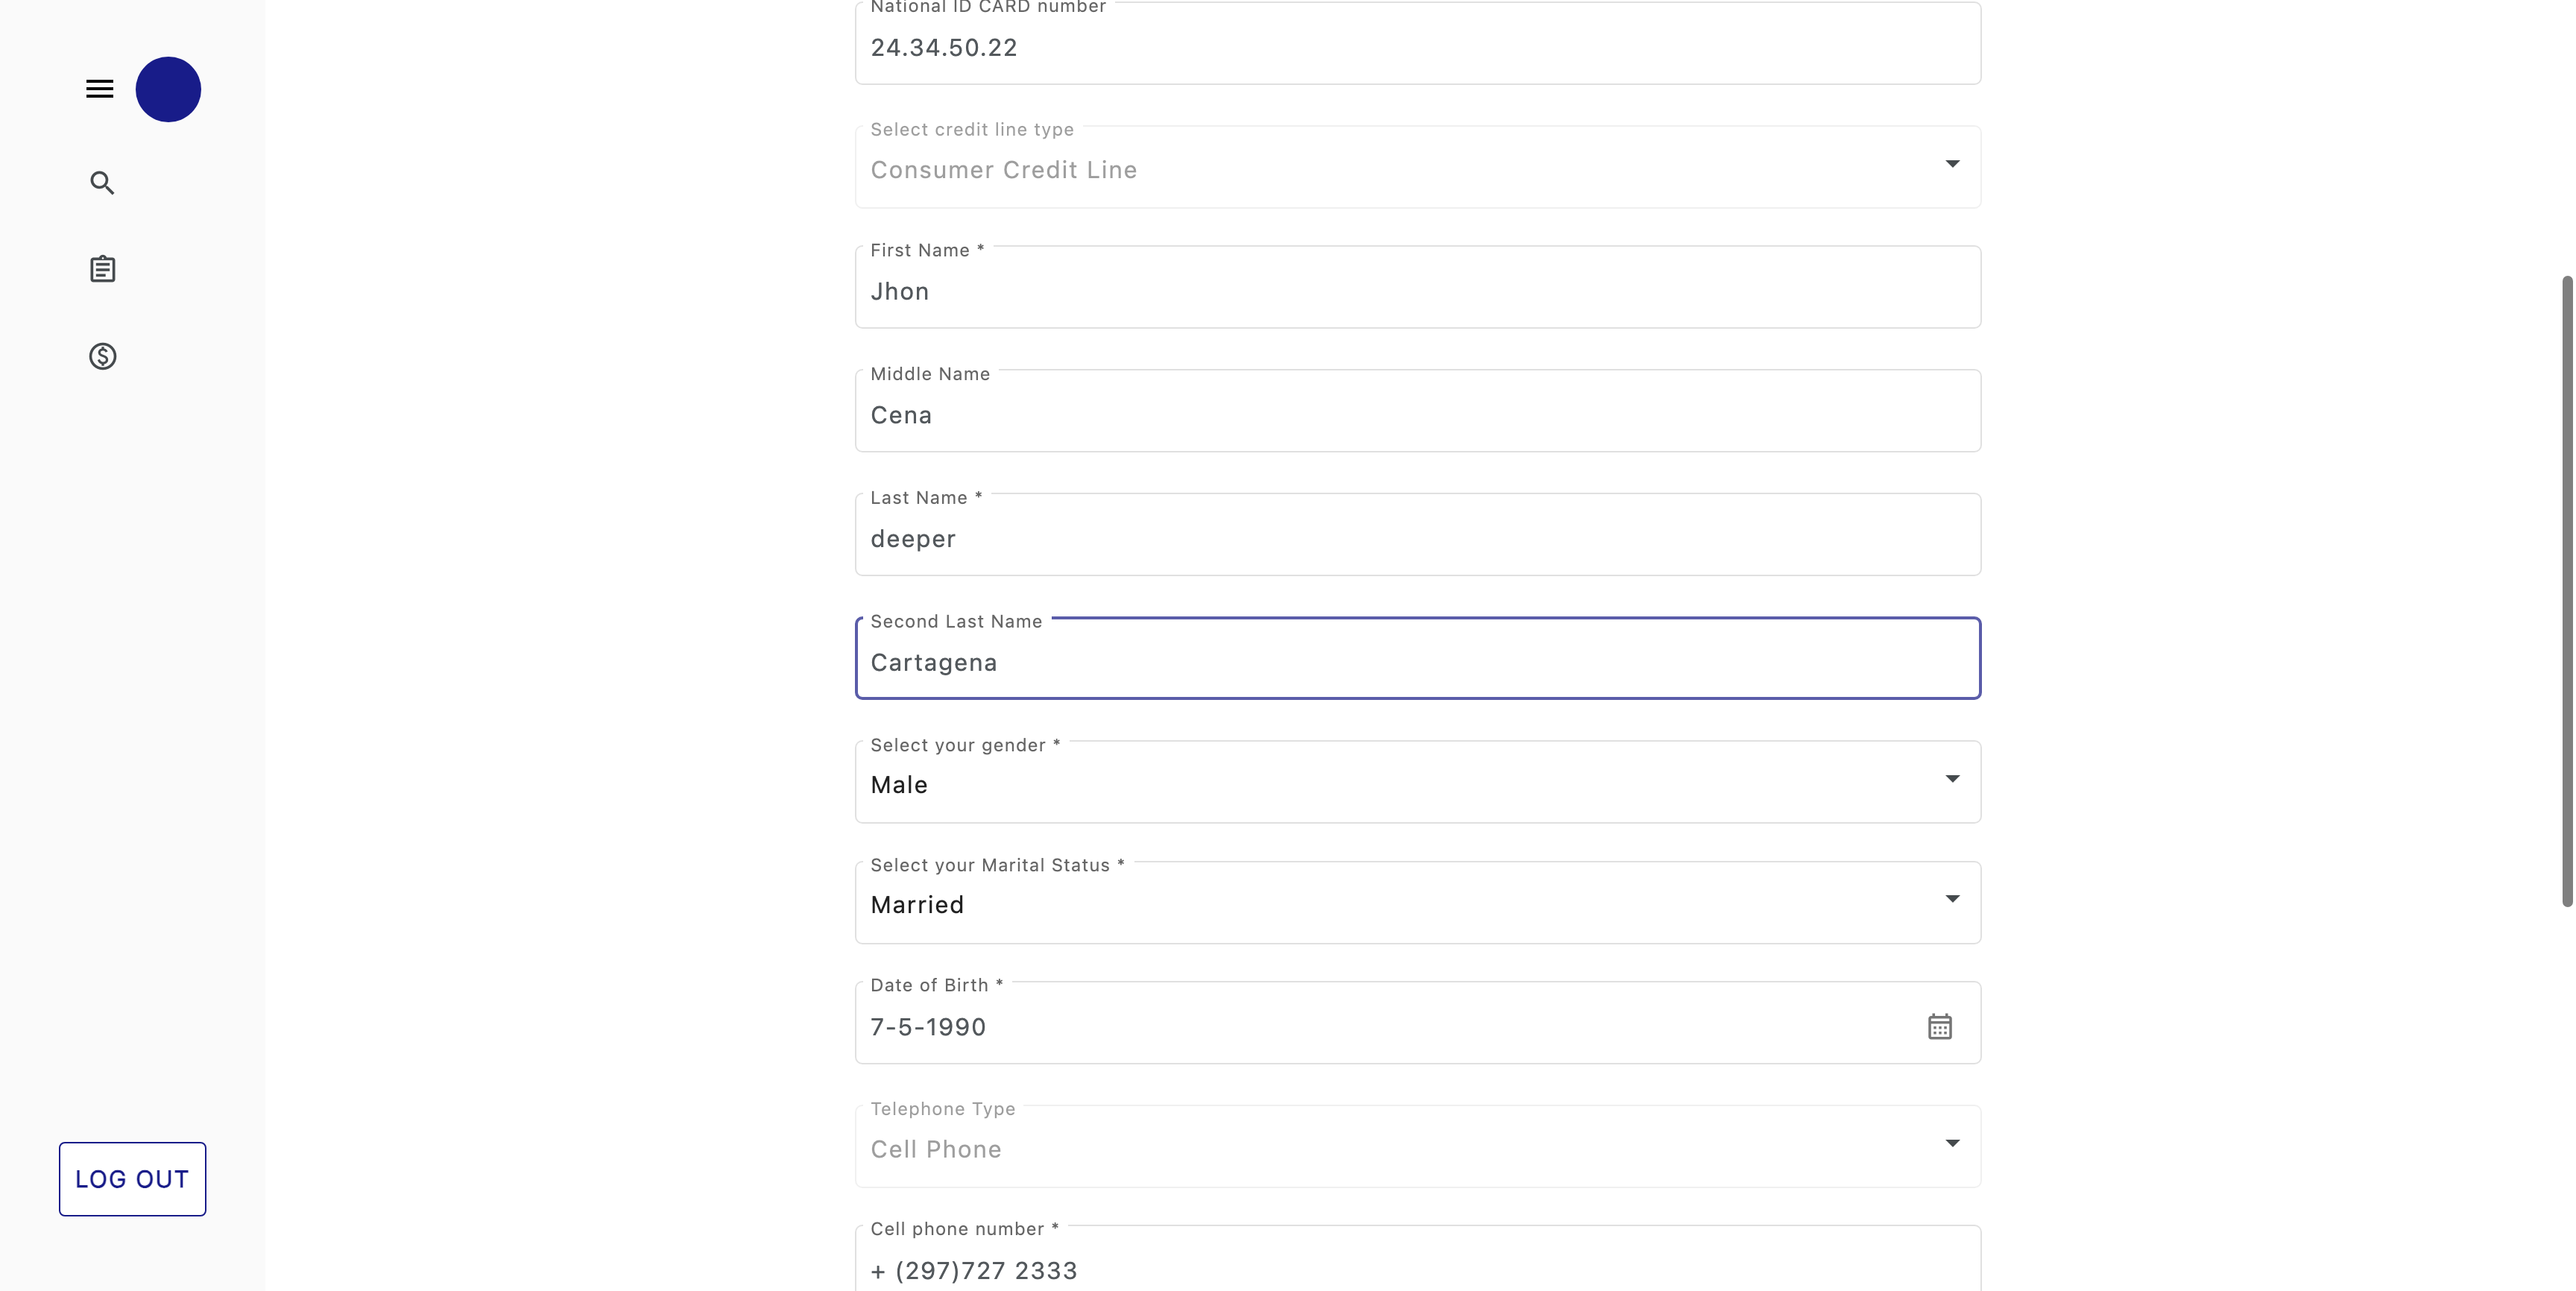 National ID CARD number
24.34.50.22
Select credit line type
Consumer Credit Line
First Name *
Jhon
Middle Name
Cena
Last Name *
deeper
Second Last Name
Cartagena
Select your gender *
Male
Select your Marital Status *
Married
Date of Birth *
7-5-1990
Telephone Type
Cell Phone
Cell phone number *
+ (297)727 2333
LOG OUT